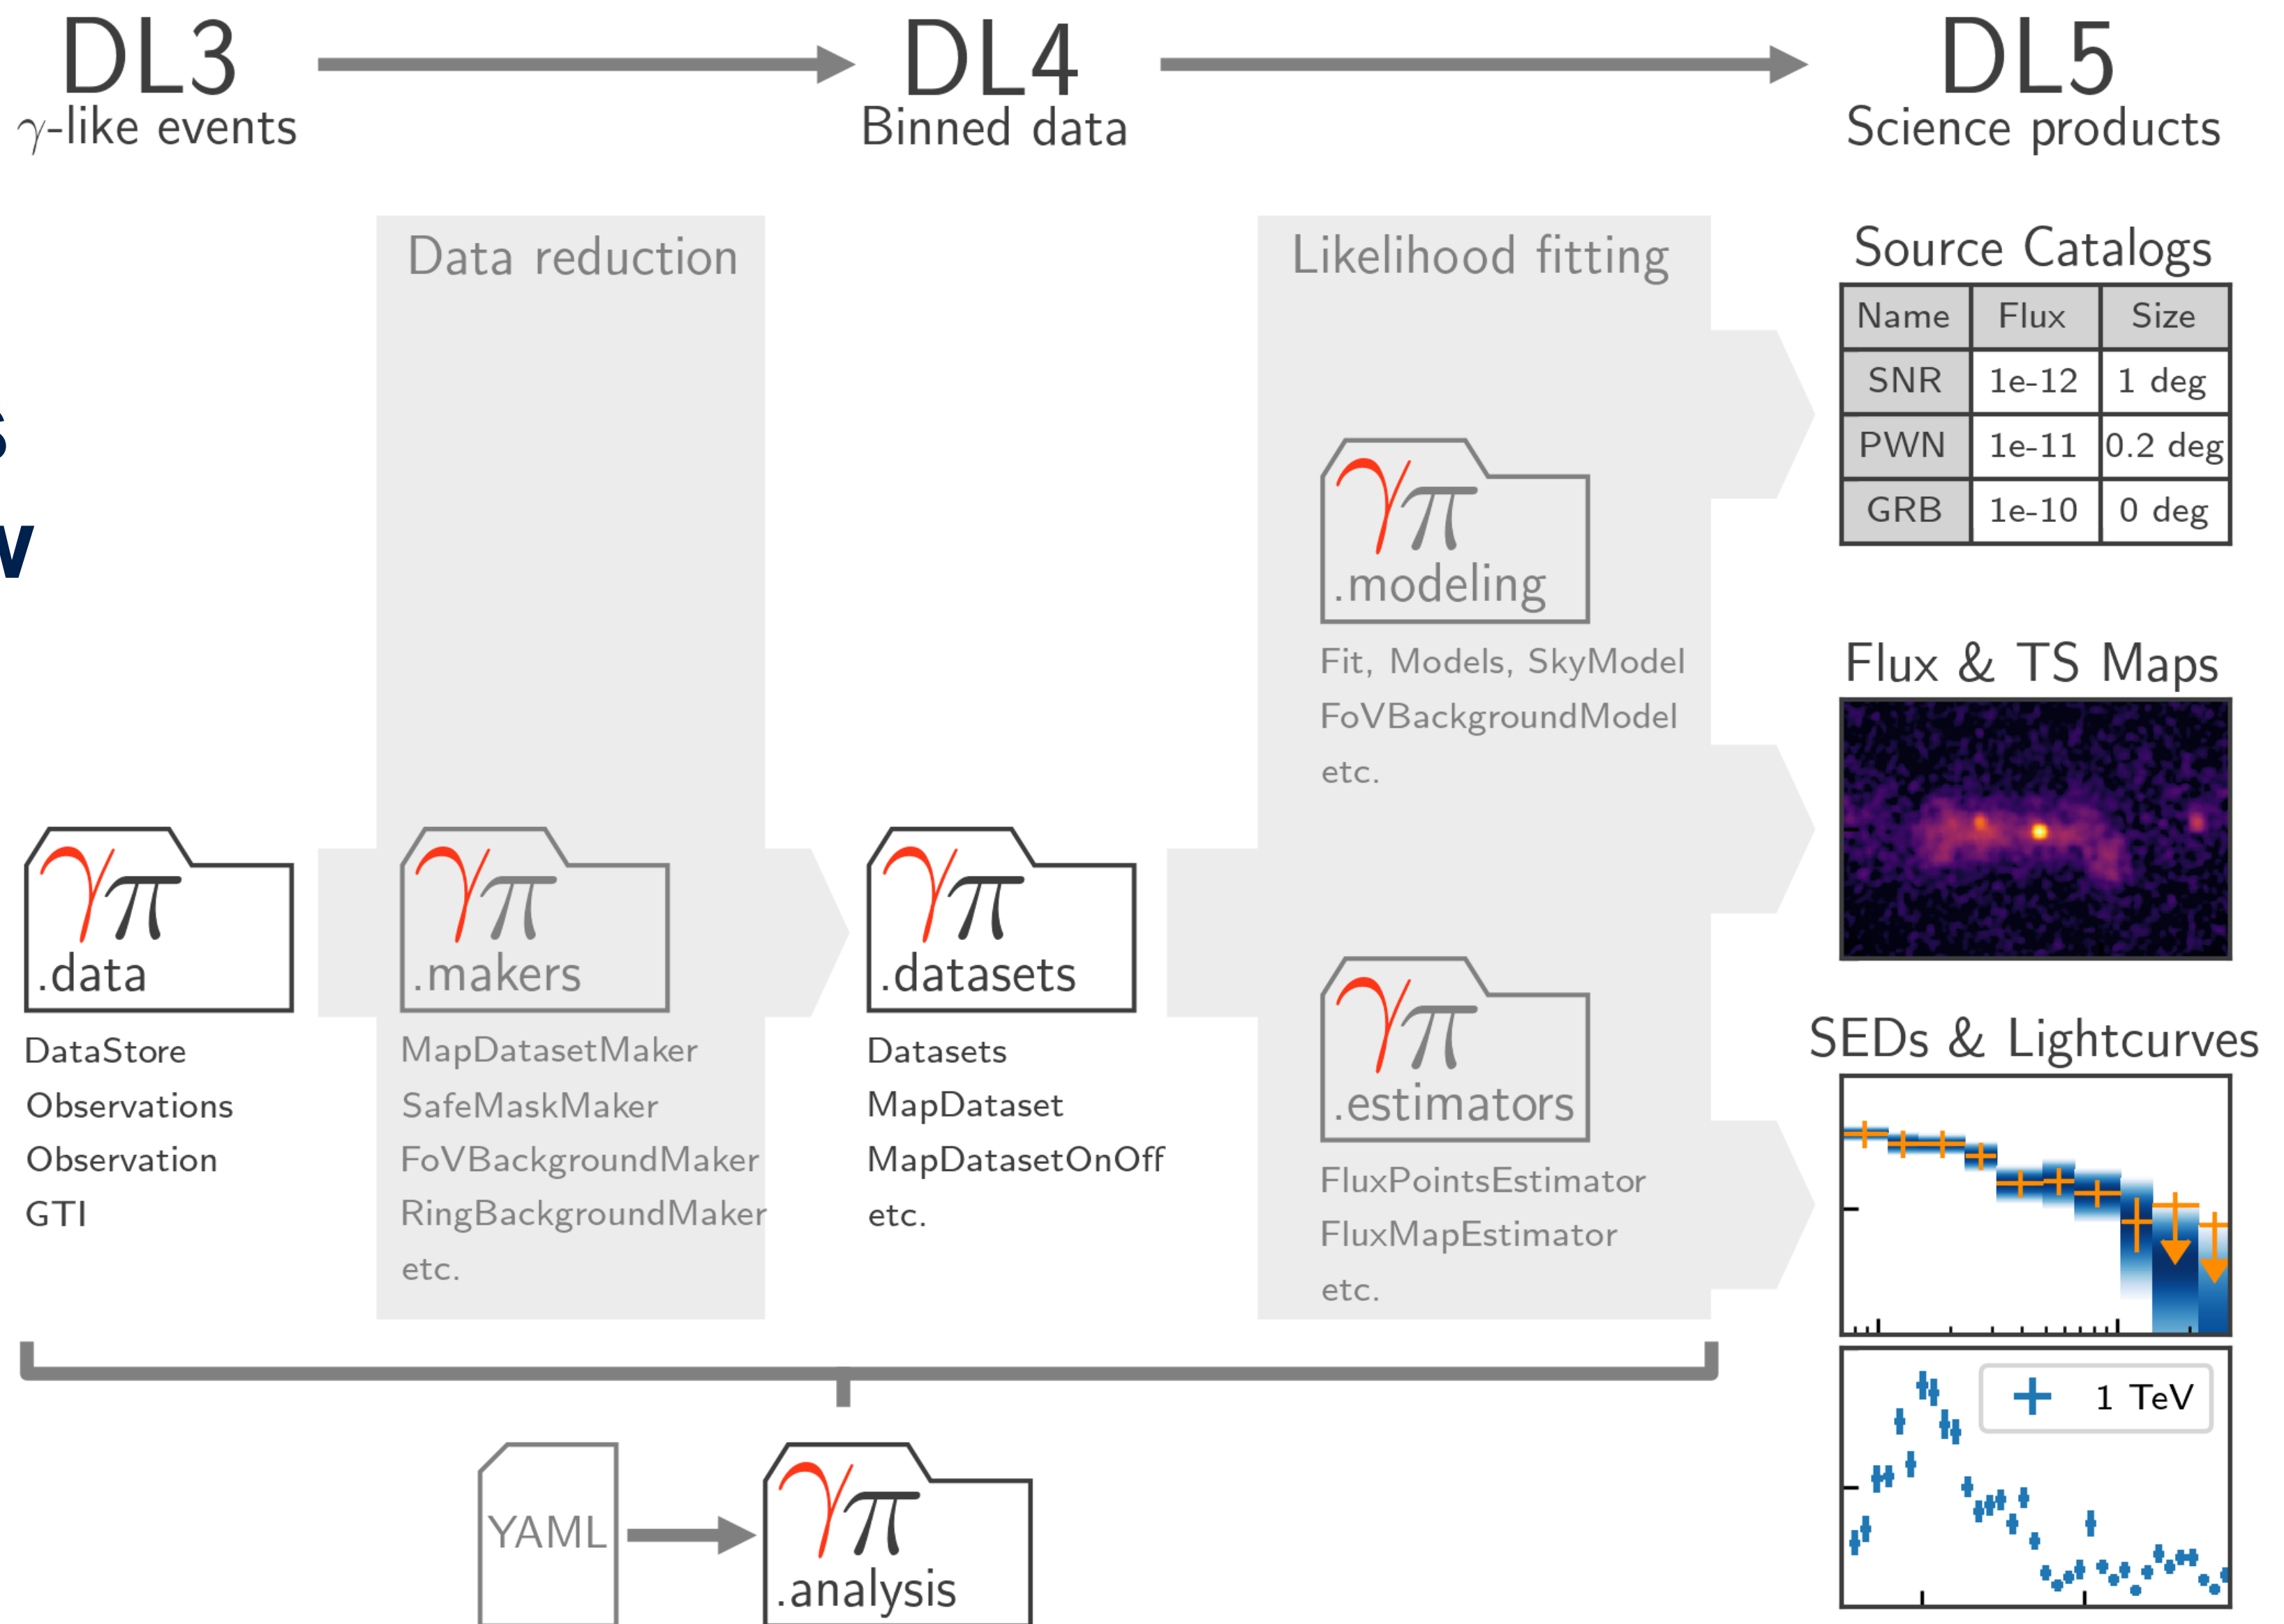 DL3
γ-like events
DL4
Binned data
DL5
Science products
s
w
Data reduction
Likelihood fitting
γπ
.data
DataStore
Observations
Observation
GTI
γπ
.makers
MapDatasetMaker
SafeMaskMaker
FoVBackgroundMaker
RingBackgroundMaker
etc.
γπ
.datasets
Datasets
MapDataset
MapDatasetOnOff
etc.
γπ
.modeling
Fit, Models, SkyModel
FoVBackgroundModel
etc.
γπ
.estimators
FluxPointsEstimator
FluxMapEstimator
etc.
Source Catalogs
Name Flux Size
SNR 1e-12 1 deg
PWN 1e-11 0.2 deg
GRB 1e-10 0 deg
Flux & TS Maps
SEDs & Lightcurves
1 TeV
YAML
γπ
.analysis